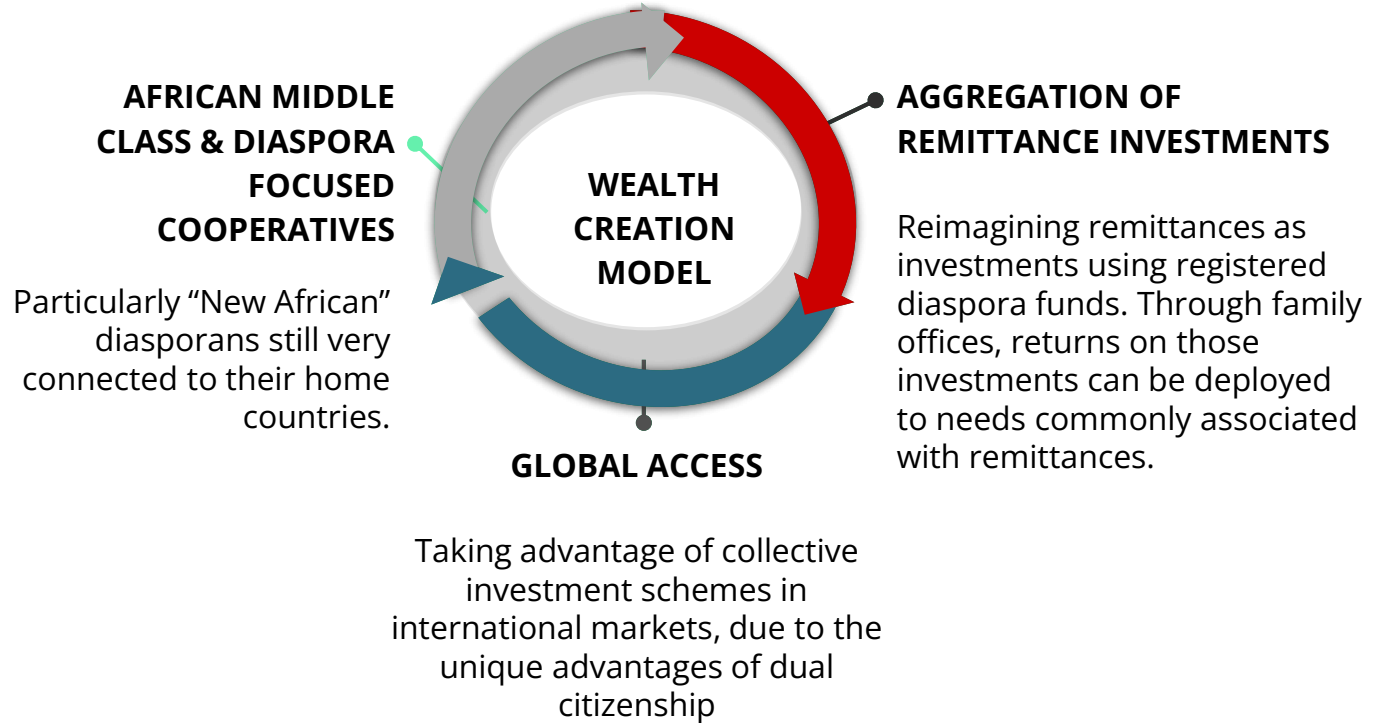 AFRICAN MIDDLE
CLASS & DIASPORA
FOCUSED
COOPERATIVES
Particularly “New African”
diasporans still very
connected to their home
countries.
WEALTH
CREATION
MODEL
AGGREGATION OF
REMITTANCE INVESTMENTS
Reimagining remittances as
investments using registered
diaspora funds. Through family
offices, returns on those
investments can be deployed
to needs commonly associated
with remittances.
GLOBAL ACCESS
Taking advantage of collective
investment schemes in
international markets, due to the
unique advantages of dual
citizenship